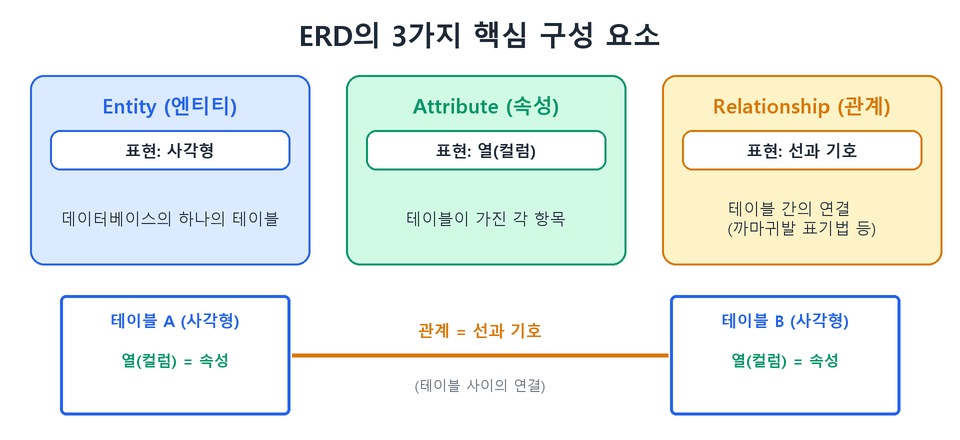 ERD의 3가지 핵심 구성 요소
Entity (엔티티)
표현: 사각형
데이터베이스의 하나의 테이블
Attribute (속성)
표현: 열(컬럼)
테이블이 가진 각 항목
Relationship (관계)
표현: 선과 기호
테이블 간의 연결
(까마귀발 표기법 등)
테이블 A (사각형)
열(컬럼) = 속성
관계 = 선과 기호
(테이블 사이의 연결)
테이블 B (사각형)
열(컬럼) = 속성